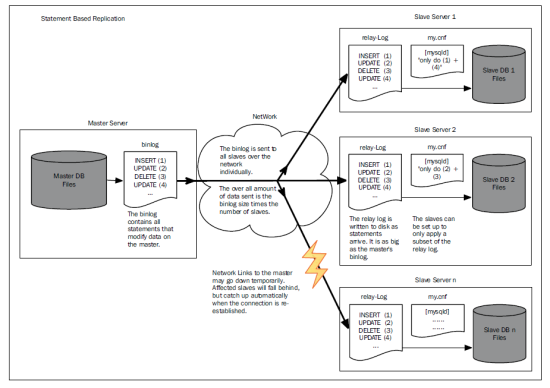 Statement Based Replication
Slave Server 1
relay-Log
my.cnf
INSERT (1)
UPDATE (2)
DELETE (3)
UPDATE (4)
...
[mysqld]
"only do (1) +
(4)"
Slave DB 1
Files
Master Server
binlog
Master DB
Files
INSERT (1)
UPDATE (2)
DELETE (3)
UPDATE (4)
...
The binlog
contains all
statements that
modify data on
the master.
NetWork
The binlog is sent to
all slaves over the
network
individually.
The over all amount
of data sent is the
binlog size times the
number of slaves.
Slave Server 2
relay-Log
my.cnf
INSERT (1)
UPDATE (2)
DELETE (3)
UPDATE (4)
...
[mysqld]
"only do (2) +
(3)
Slave DB 2
Files
The relay log is
written to disk as
statements
arrive. It is as big
as the master's
binlog.
The slaves can
be set up to
only apply a
subset of the
relay log.
Network Links to the master
may go down temporarily.
Affected slaves will fall behind,
but catch up automatically
when the connection is re-
established.
Slave Server n
relay-Log
my.cnf
INSERT (1)
UPDATE (2)
DELETE (3)
UPDATE (4)
...
[mysqld]
......
......
Slave DB n
Files